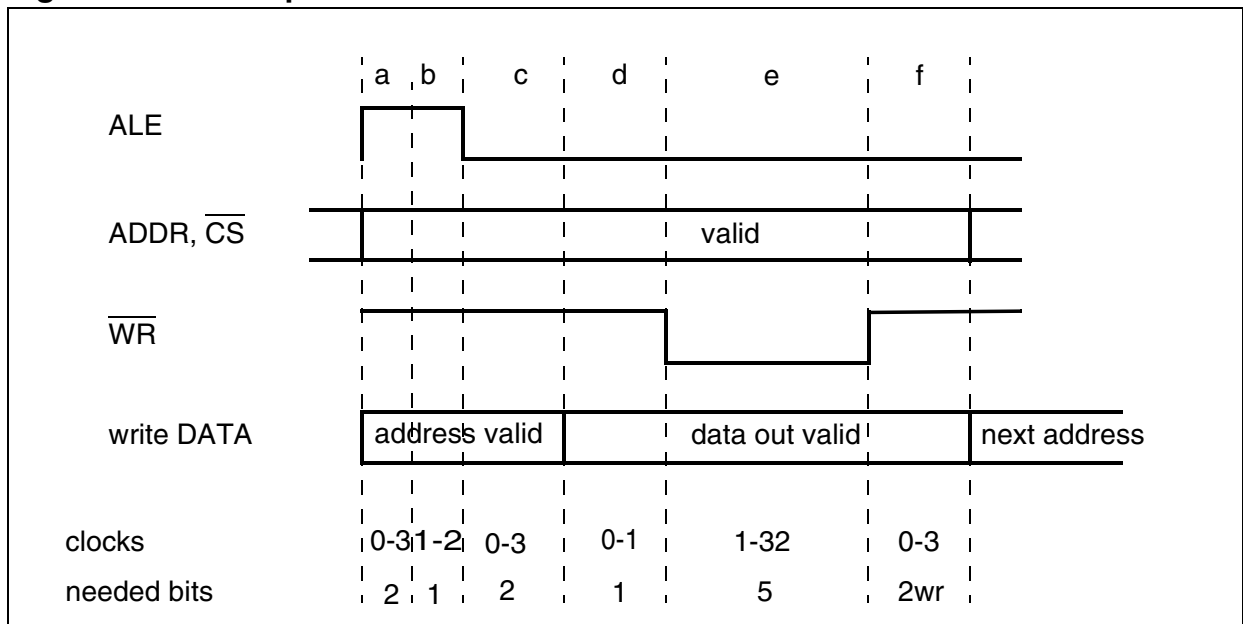 a b c d e f
ALE
ADDR, CS valid
WR
write DATA address valid data out valid next address
clocks 0-3 1-2 0-3 0-1 1-32 0-3
needed bits 2 1 2 1 5 2wr